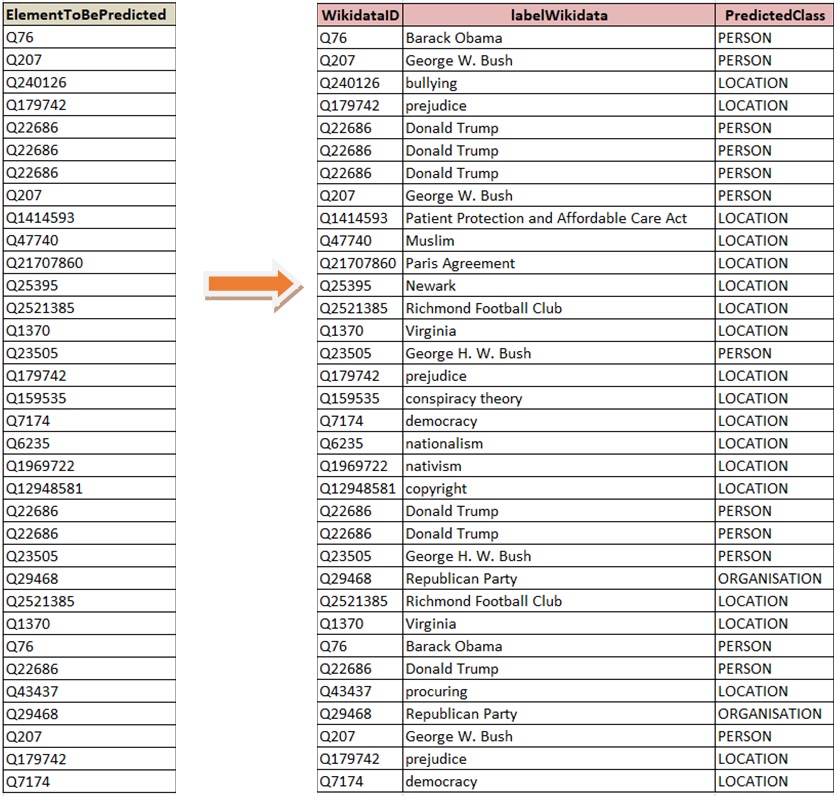 ElementToBePredicted
Q76
Q207
Q240126
Q179742
Q22686
Q22686
Q22686
Q207
Q1414593
Q47740
Q21707860
Q25395
Q2521385
Q1370
Q23505
Q179742
Q159535
Q7174
Q6235
Q1969722
Q12948581
Q22686
Q22686
Q23505
Q29468
Q2521385
Q1370
Q76
Q22686
Q43437
Q29468
Q207
Q179742
Q7174
WikidataID labelWikidata PredictedClass
Q76 Barack Obama PERSON
Q207 George W. Bush PERSON
Q240126 bullying LOCATION
Q179742 prejudice LOCATION
Q22686 Donald Trump PERSON
Q22686 Donald Trump PERSON
Q22686 Donald Trump PERSON
Q207 George W. Bush PERSON
Q1414593 Patient Protection and Affordable Care Act LOCATION
Q47740 Muslim LOCATION
Q21707860 Paris Agreement LOCATION
Q25395 Newark LOCATION
Q2521385 Richmond Football Club LOCATION
Q1370 Virginia LOCATION
Q23505 George H. W. Bush PERSON
Q179742 prejudice LOCATION
Q159535 conspiracy theory LOCATION
Q7174 democracy LOCATION
Q6235 nationalism LOCATION
Q1969722 nativism LOCATION
Q12948581 copyright LOCATION
Q22686 Donald Trump PERSON
Q22686 Donald Trump PERSON
Q23505 George H. W. Bush PERSON
Q29468 Republican Party ORGANISATION
Q2521385 Richmond Football Club LOCATION
Q1370 Virginia LOCATION
Q76 Barack Obama PERSON
Q22686 Donald Trump PERSON
Q43437 procuring LOCATION
Q29468 Republican Party ORGANISATION
Q207 George W. Bush PERSON
Q179742 prejudice LOCATION
Q7174 democracy LOCATION